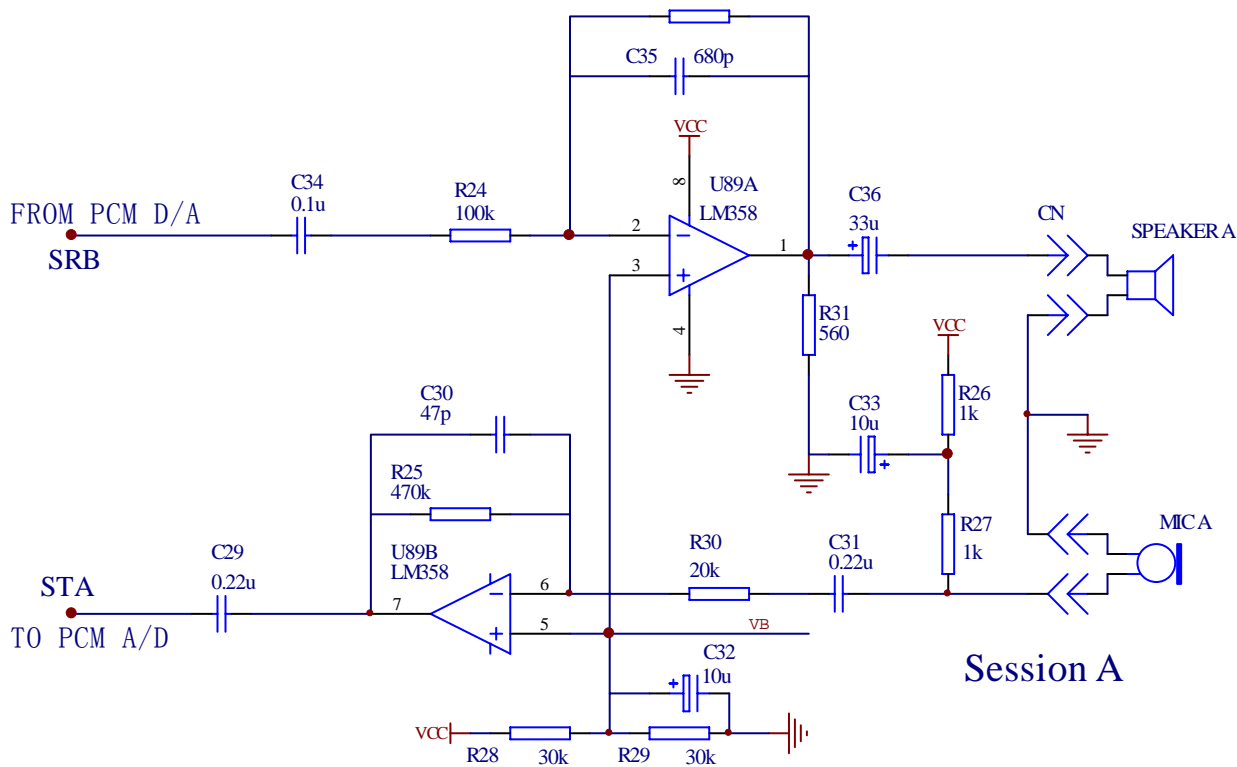 C35
680p
VCC
8
U89A
LM358
C34
0.1u
R24
100k
FROM PCM D/A
SRB
2
3
1
4
C36
33u
CN
SPEAKER A
R31
560
VCC
R26
1k
C33
10u
C30
47p
R25
470k
U89B
LM358
C29
0.22u
STA
TO PCM A/D
7
6
5
R30
20k
C31
0.22u
R27
1k
MIC A
VB
C32
10u
Session A
VCC
R28
30k
R29
30k